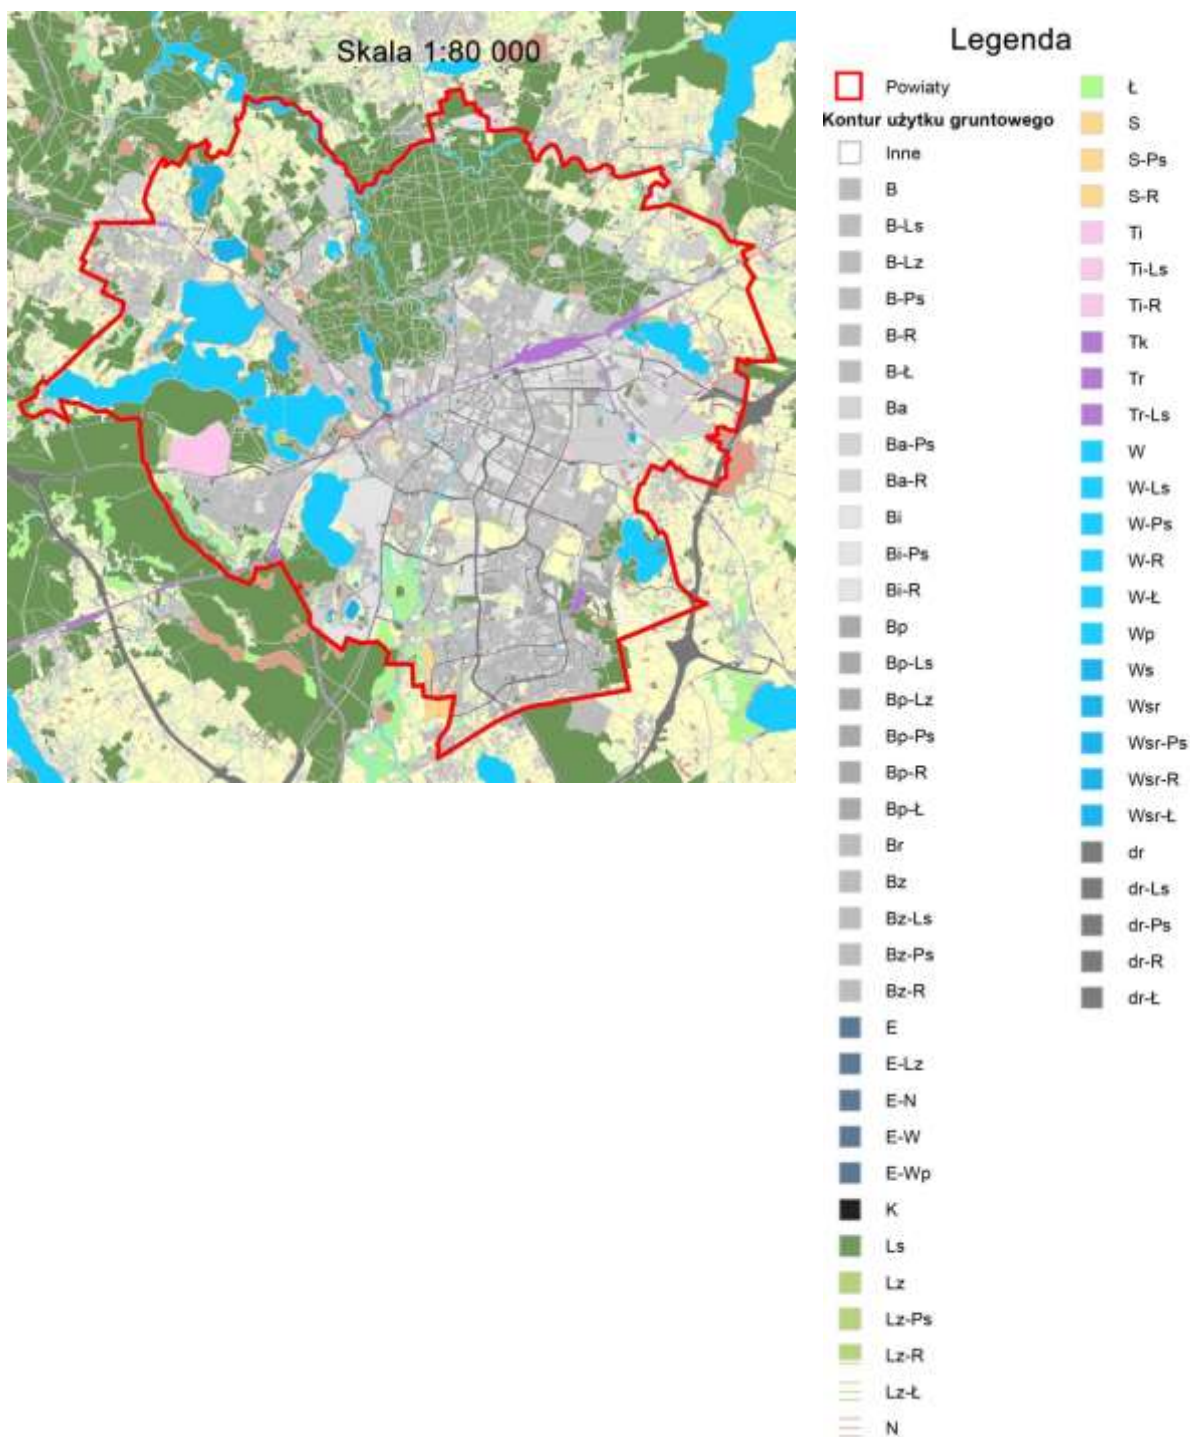 Skala 1:80 000
Legenda
Powiaty
Kontur użytku gruntowego
Inne
B
B-Ls
B-Lz
B-Ps
B-R
B-Ł
Ba
Ba-Ps
Ba-R
Bi
Bi-Ps
Bi-R
Bp
Bp-Ls
Bp-Lz
Bp-Ps
Bp-R
Bp-Ł
Br
Bz
Bz-Ls
Bz-Ps
Bz-R
E
E-Lz
E-N
E-W
E-Wp
K
Ls
Lz
Lz-Ps
Lz-R
Lz-Ł
N
Ł
S
S-Ps
S-R
Ti
Ti-Ls
Ti-R
Tk
Tr
Tr-Ls
W
W-Ls
W-Ps
W-R
W-Ł
Wp
Ws
Wsr
Wsr-Ps
Wsr-R
Wsr-Ł
dr
dr-Ls
dr-Ps
dr-R
dr-Ł